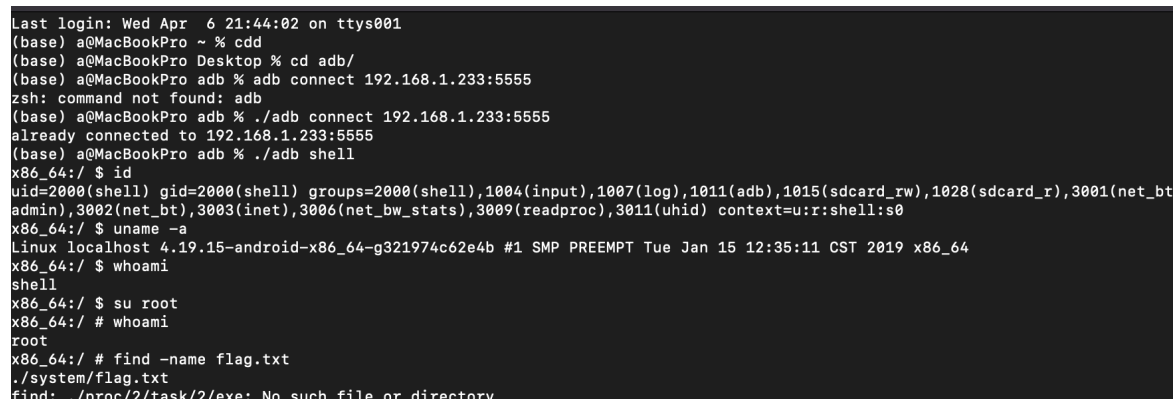 Last login: Wed Apr  6 21:44:02 on ttys001
(base) a@MacBookPro ~ % cdd
(base) a@MacBookPro Desktop % cd adb/
(base) a@MacBookPro adb % adb connect 192.168.1.233:5555
zsh: command not found: adb
(base) a@MacBookPro adb % ./adb connect 192.168.1.233:5555
already connected to 192.168.1.233:5555
(base) a@MacBookPro adb % ./adb shell
x86_64:/ $ id
uid=2000(shell) gid=2000(shell) groups=2000(shell),1004(input),1007(log),1011(adb),1015(sdcard_rw),1028(sdcard_r),3001(net_bt
admin),3002(net_bt),3003(inet),3006(net_bw_stats),3009(readproc),3011(uhid) context=u:r:shell:s0
x86_64:/ $ uname -a
Linux localhost 4.19.15-android-x86_64-g321974c62e4b #1 SMP PREEMPT Tue Jan 15 12:35:11 CST 2019 x86_64
x86_64:/ $ whoami
shell
x86_64:/ $ su root
x86_64:/ # whoami
root
x86_64:/ # find -name flag.txt
./system/flag.txt
find: ./proc/2/task/2/exe: No such file or directory